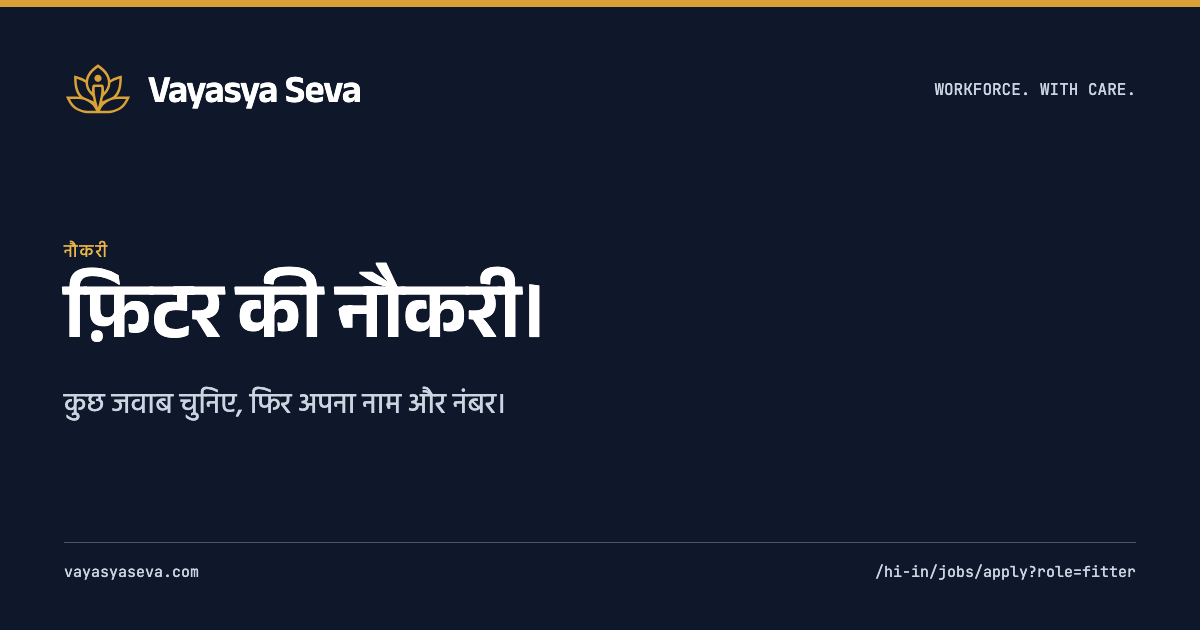 Vayasya Seva
WORKFORCE. WITH CARE.
नौकरी
फ़िटर की नौकरी।
कुछ जवाब चुनिए, फिर अपना नाम और नंबर।
vayasyaseva.com
/hi-in/jobs/apply?role=fitter